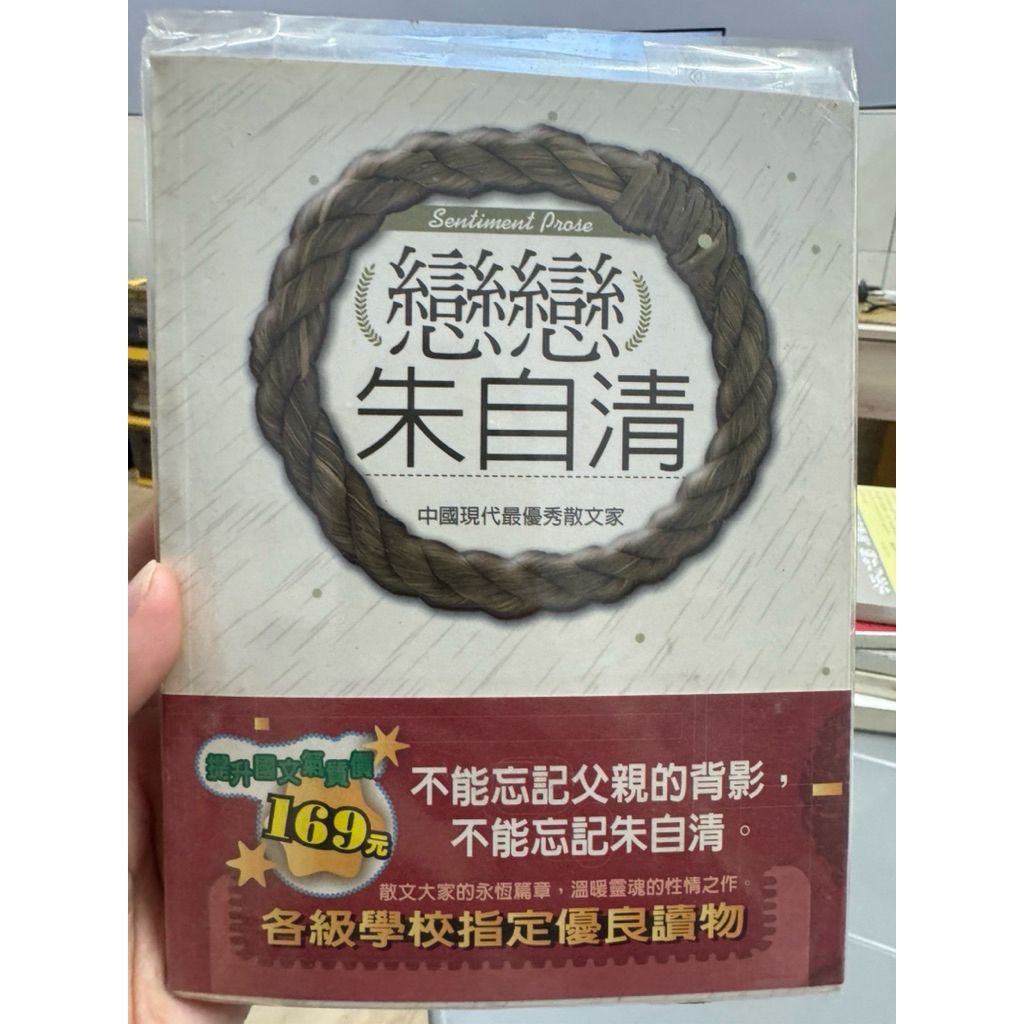 Sentiment Prose
戀戀
朱自清
中國現代最優秀散文家
提升國文氣質價
169元
不能忘記父親的背影，
不能忘記朱自清。
散文大家的永恆篇章，溫暖靈魂的性情之作。
各級學校指定優良讀物